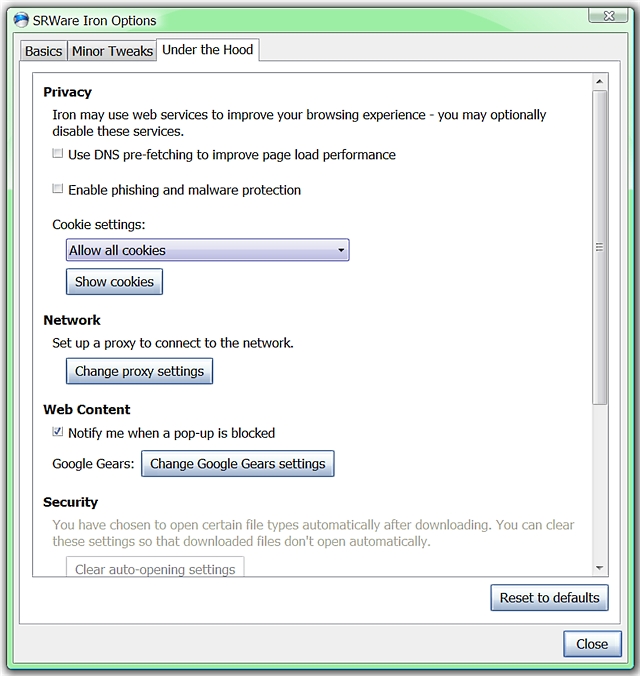 SRWare Iron Options
Basics Minor Tweaks Under the Hood
Privacy
Iron may use web services to improve your browsing experience - you may optionally
disable these services.
Use DNS pre-fetching to improve page load performance
Enable phishing and malware protection
Cookie settings:
Allow all cookies
Show cookies
Network
Set up a proxy to connect to the network.
Change proxy settings
Web Content
Notify me when a pop-up is blocked
Google Gears: Change Google Gears settings
Security
You have chosen to open certain file types automatically after downloading. You can clear
these settings so that downloaded files don't open automatically.
Clear auto-opening settings
Reset to defaults
Close